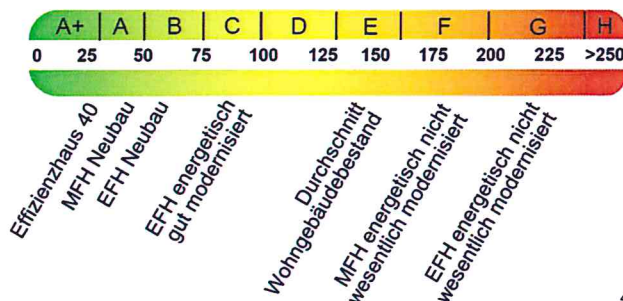 A+ A B C D E F G H
0 25 50 75 100 125 150 175 200 225 >250
Effizienzhaus 40
MFH Neubau
EFH Neubau
EFH energetisch
gut modernisiert
Durchschnitt
Wohngebäudebestand
MFH energetisch nicht
wesentlich modernisiert
EFH energetisch nicht
wesentlich modernisiert